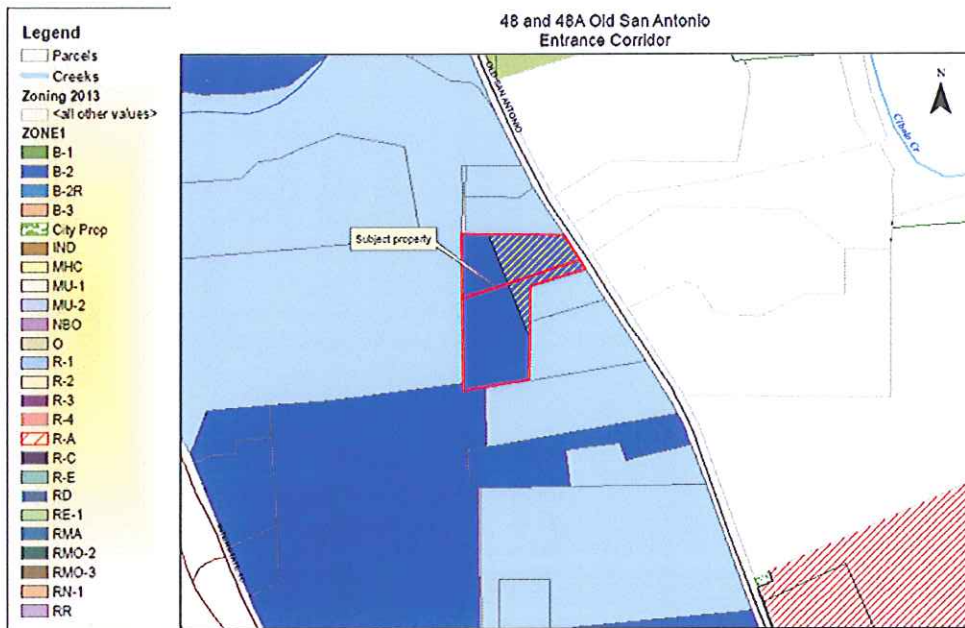 48 and 48A Old San Antonio
Entrance Corridor
Legend
Parcels
Creeks
Zoning 2013
<all other values>
ZONE1
B-1
B-2
B-2R
B-3
City Prop
IND
MHC
MU-1
MU-2
NBO
O
R-1
R-2
R-3
R-4
R-A
R-C
R-E
RD
RE-1
RMA
RMO-2
RMO-3
RN-1
RR
OLD SAN ANTONIO
N
Cibolo Cr
Subject property